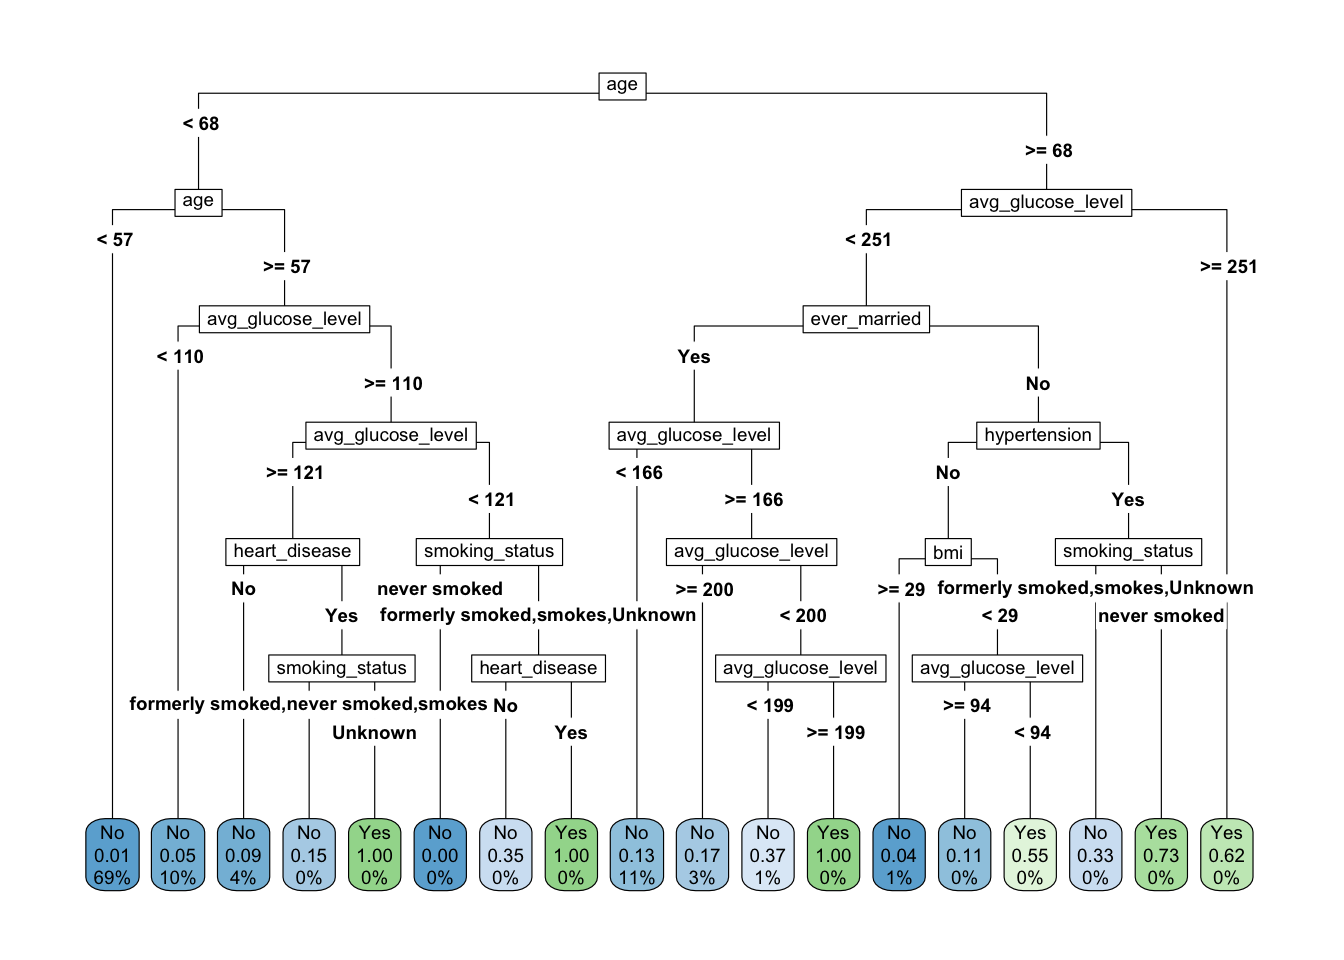 age
< 68
>= 68
age
avg_glucose_level
< 57
< 251
>= 57
>= 251
avg_glucose_level
ever_married
< 110
Yes
>= 110
No
avg_glucose_level
avg_glucose_level
hypertension
>= 121
< 166
No
< 121
>= 166
Yes
heart_disease
smoking_status
avg_glucose_level
bmi
smoking_status
No
never smoked
>= 200
>= 29
formerly smoked,smokes,Unknown
Yes
formerly smoked,smokes,Unknown
< 200
< 29
never smoked
smoking_status
heart_disease
avg_glucose_level
avg_glucose_level
formerly smoked,never smoked,smokes
No
< 199
>= 94
Unknown
Yes
>= 199
< 94
No No No No Yes No No Yes No No No Yes No No Yes No Yes Yes
0.01 0.05 0.09 0.15 1.00 0.00 0.35 1.00 0.13 0.17 0.37 1.00 0.04 0.11 0.55 0.33 0.73 0.62
69% 10% 4% 0% 0% 0% 0% 0% 11% 3% 1% 0% 1% 0% 0% 0% 0% 0%